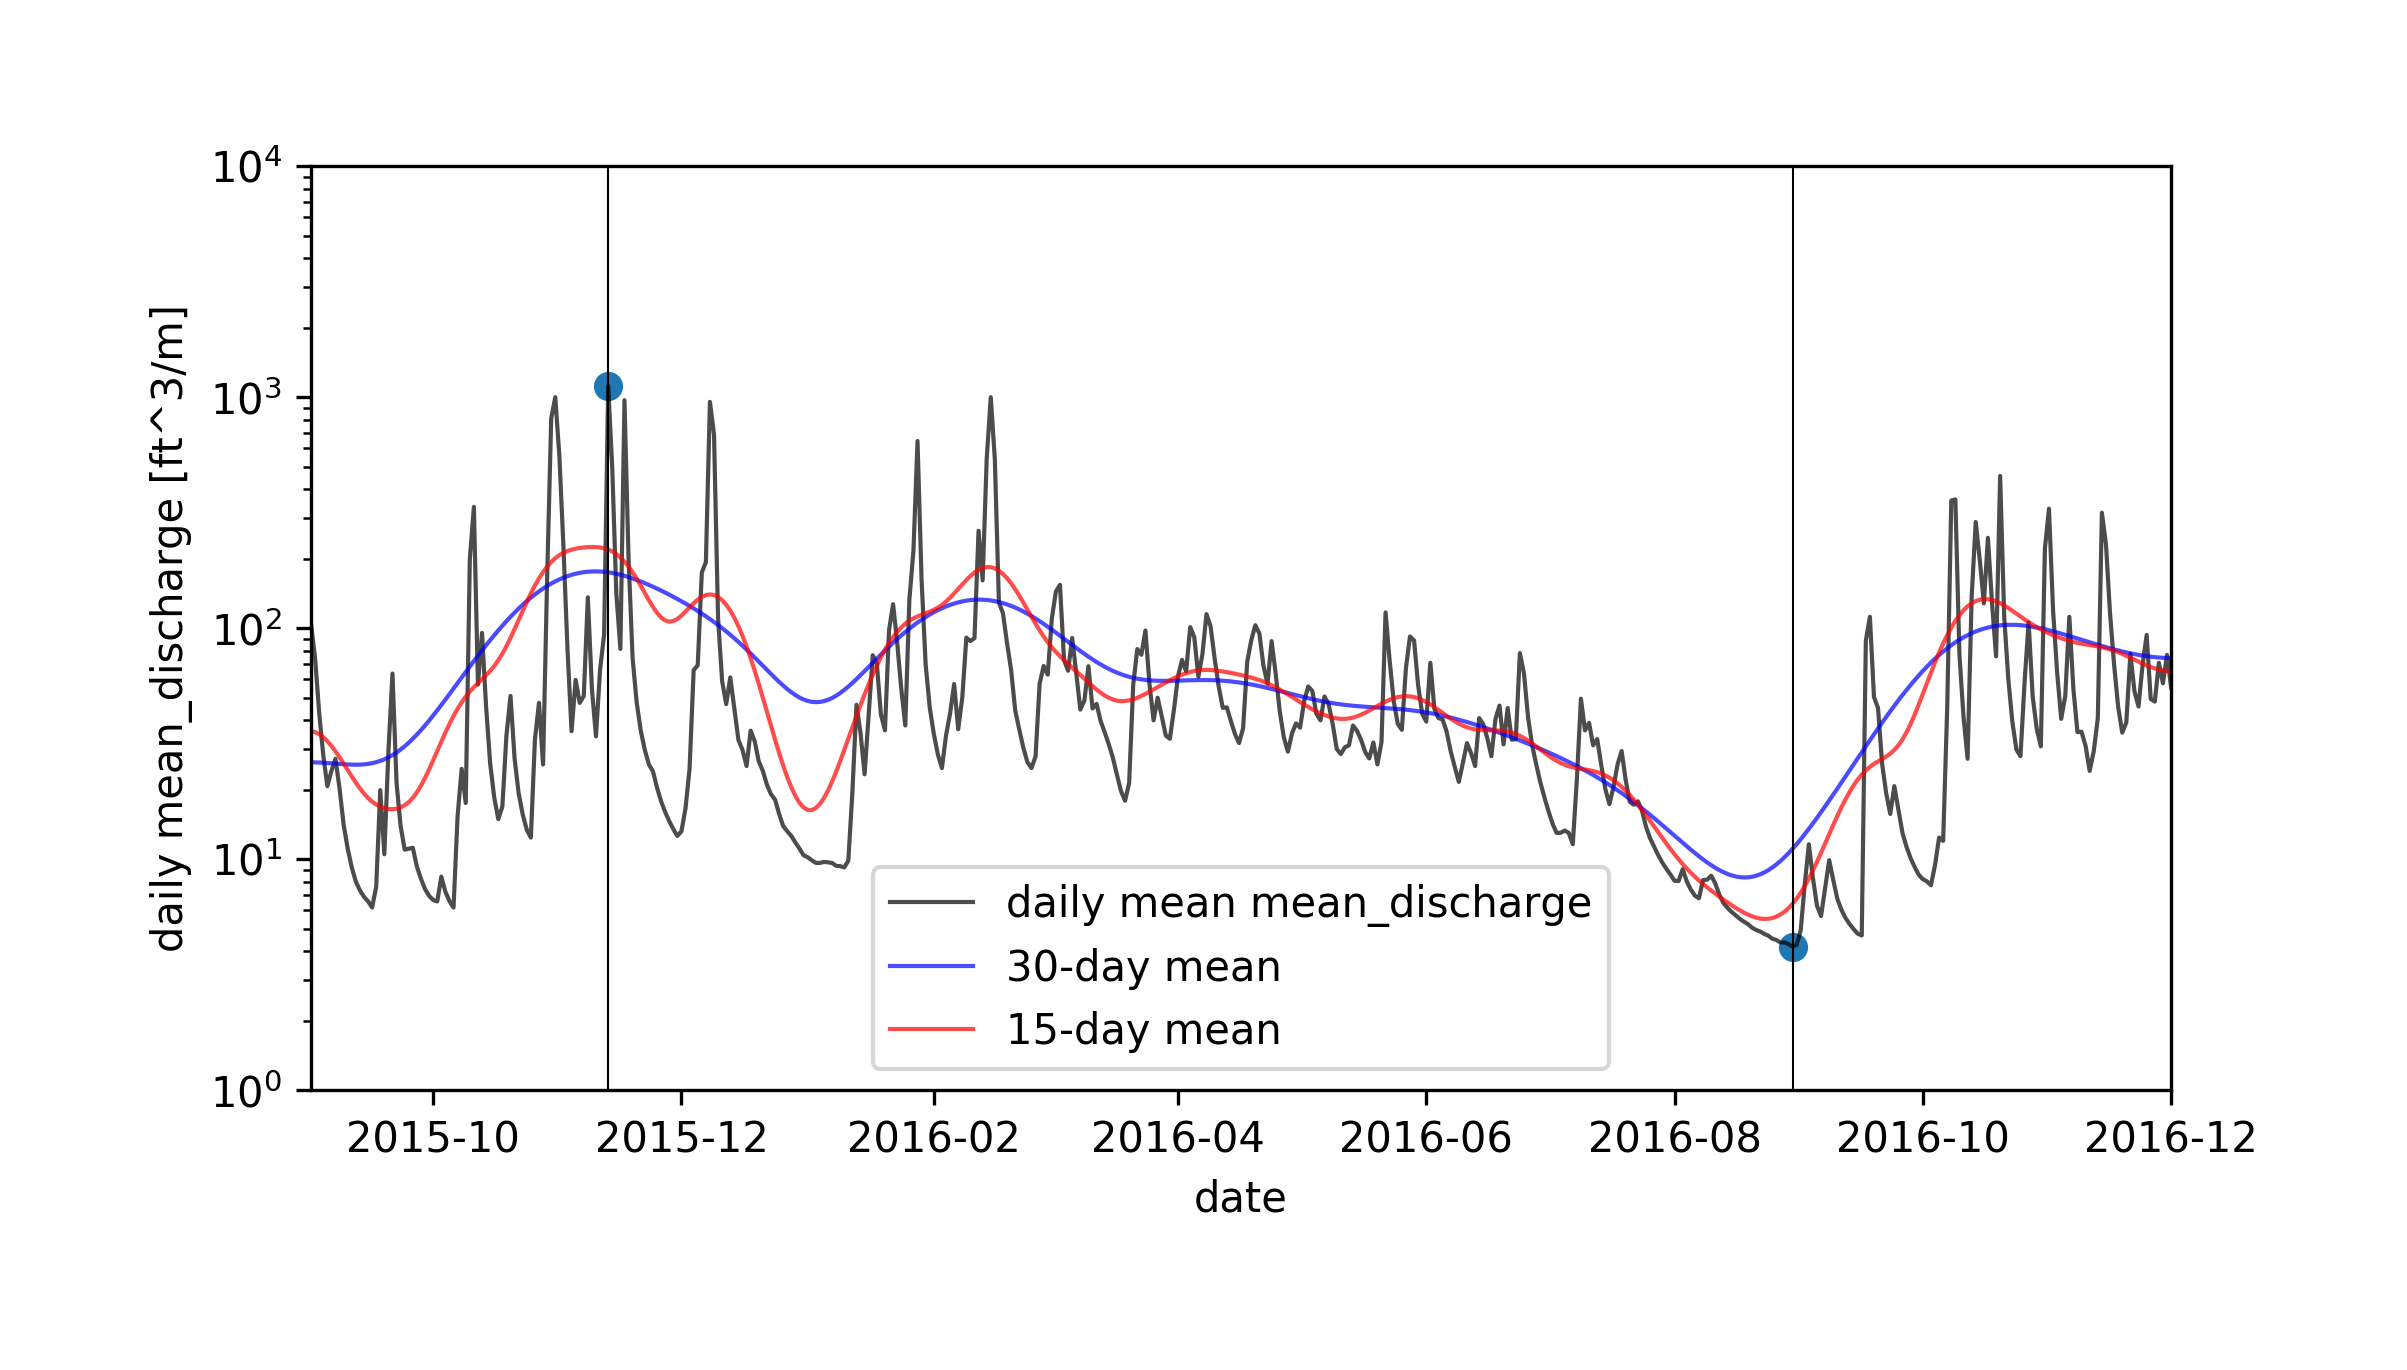 10^4
10^3
10^2
10^1
10^0
daily mean_discharge [ft^3/m]
daily mean mean_discharge
30-day mean
15-day mean
2015-10 2015-12 2016-02 2016-04 2016-06 2016-08 2016-10 2016-12
date